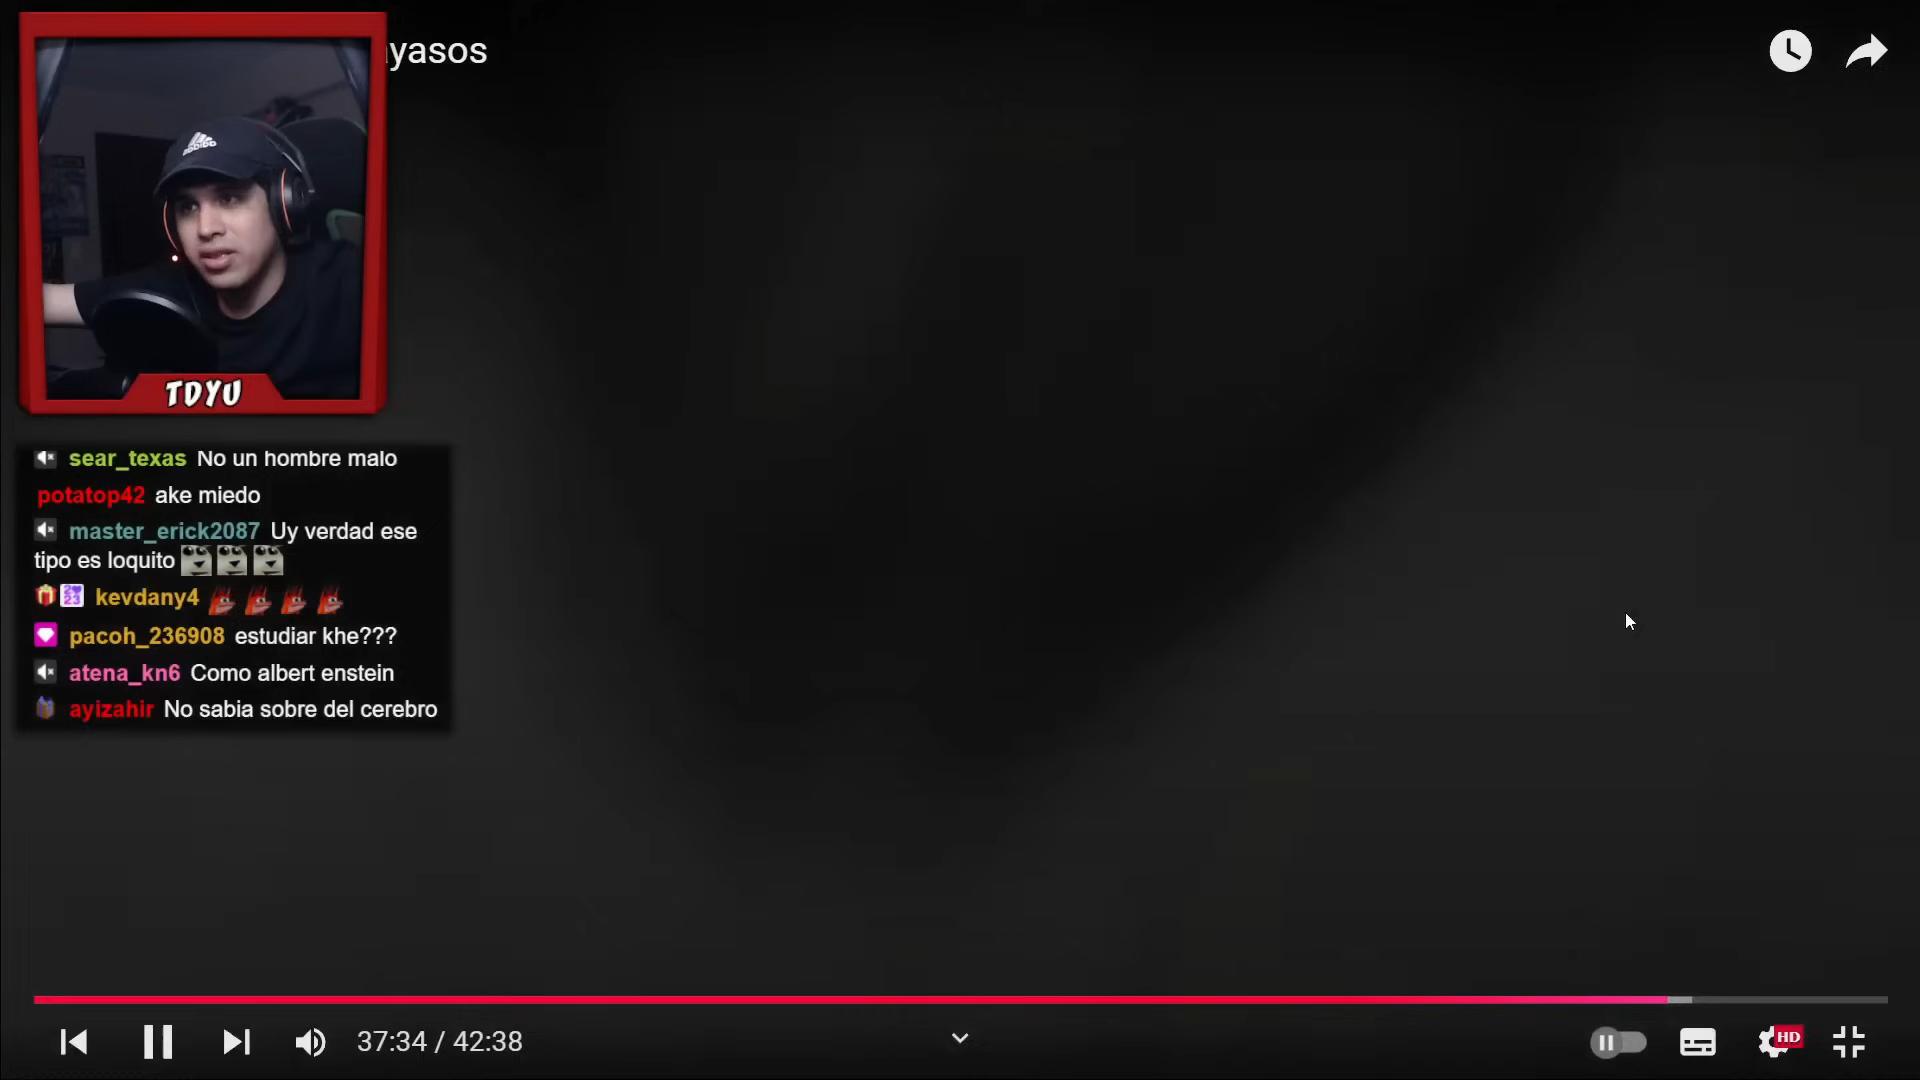 yasos
TDYU
sear_texas No un hombre malo
potatop42 ake miedo
master_erick2087 Uy verdad ese
tipo es loquito
kevdany4
pacoh_236908 estudiar khe???
atena_kn6 Como albert enstein
ayizahir No sabia sobre del cerebro
37:34 / 42:38
HD